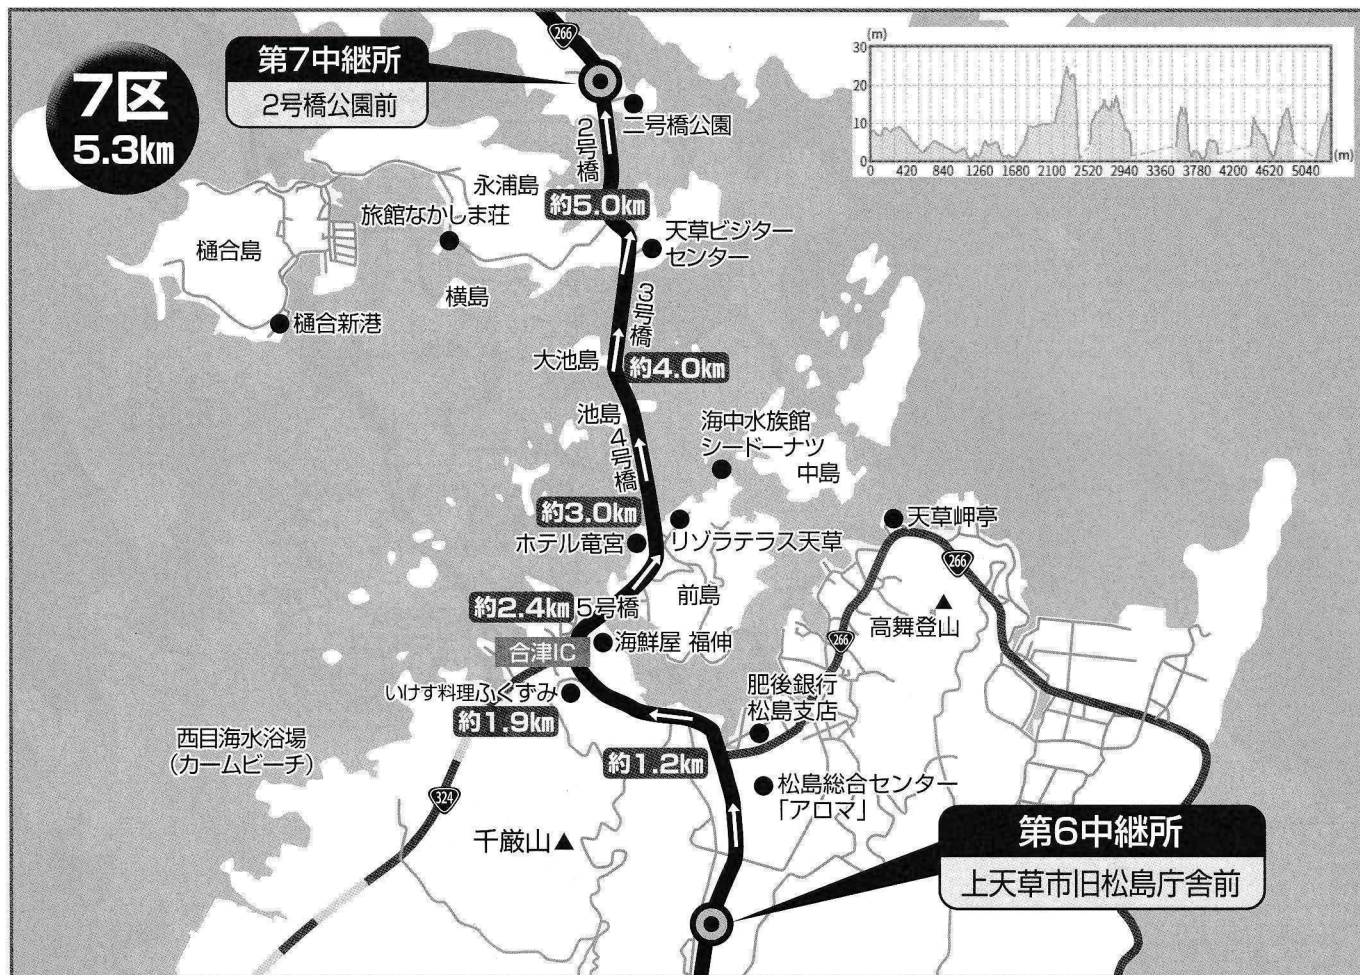 7区
5.3km
第7中継所
2号橋公園前
266
二号橋公園
2号橋
(m)
30
20
10
0
0 420 840 1260 1680 2100 2520 2940 3360 3780 4200 4620 5040
(m)
永浦島
約5.0km
旅館なかしま荘
天草ビジター
センター
樋合島
横島
3号橋
樋合新港
大池島
約4.0km
池島
4号橋
海中水族館
シードーナツ
中島
約3.0km
天草岬亭
ホテル竜宮
リゾラテラス天草
266
前島
約2.4km
5号橋
高舞登山
266
海鮮屋 福伸
合津IC
肥後銀行
松島支店
いけす料理ふくずみ
約1.9km
西目海水浴場
(カームビーチ)
約1.2km
松島総合センター
「アロマ」
324
千厳山
第6中継所
上天草市旧松島庁舎前